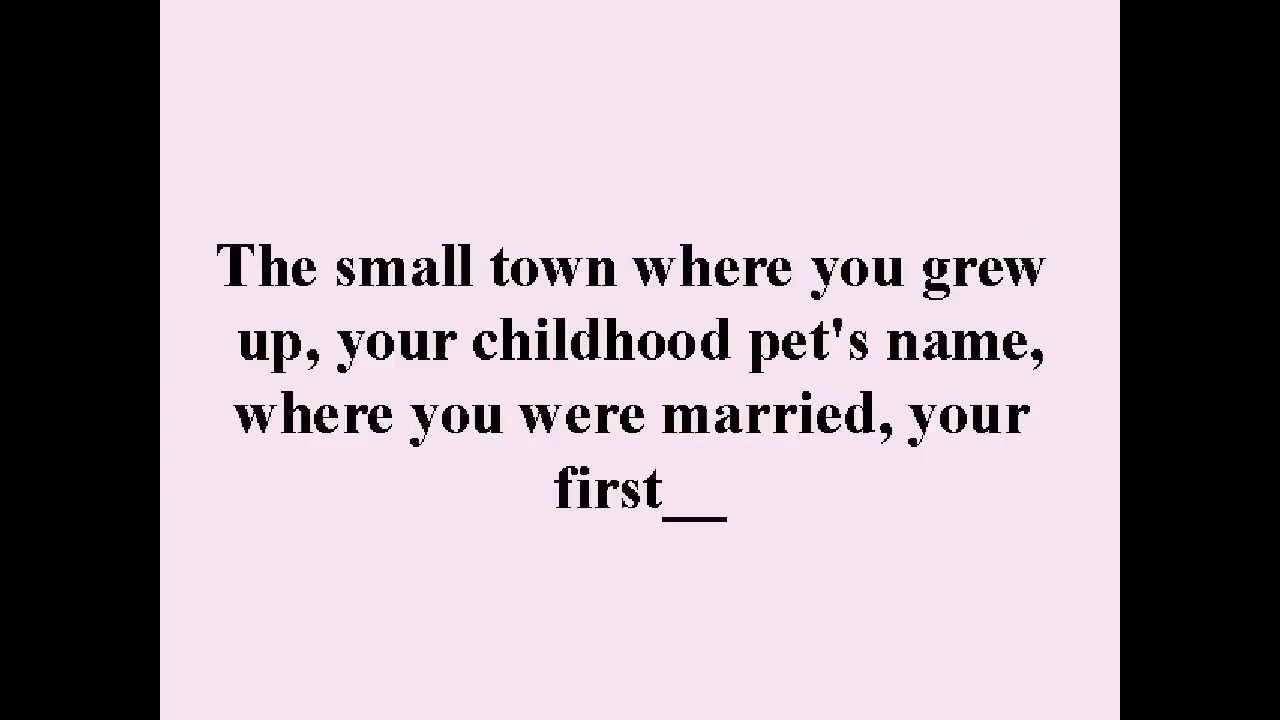 The small town where you grew
up, your childhood pet's name,
where you were married, your
first__